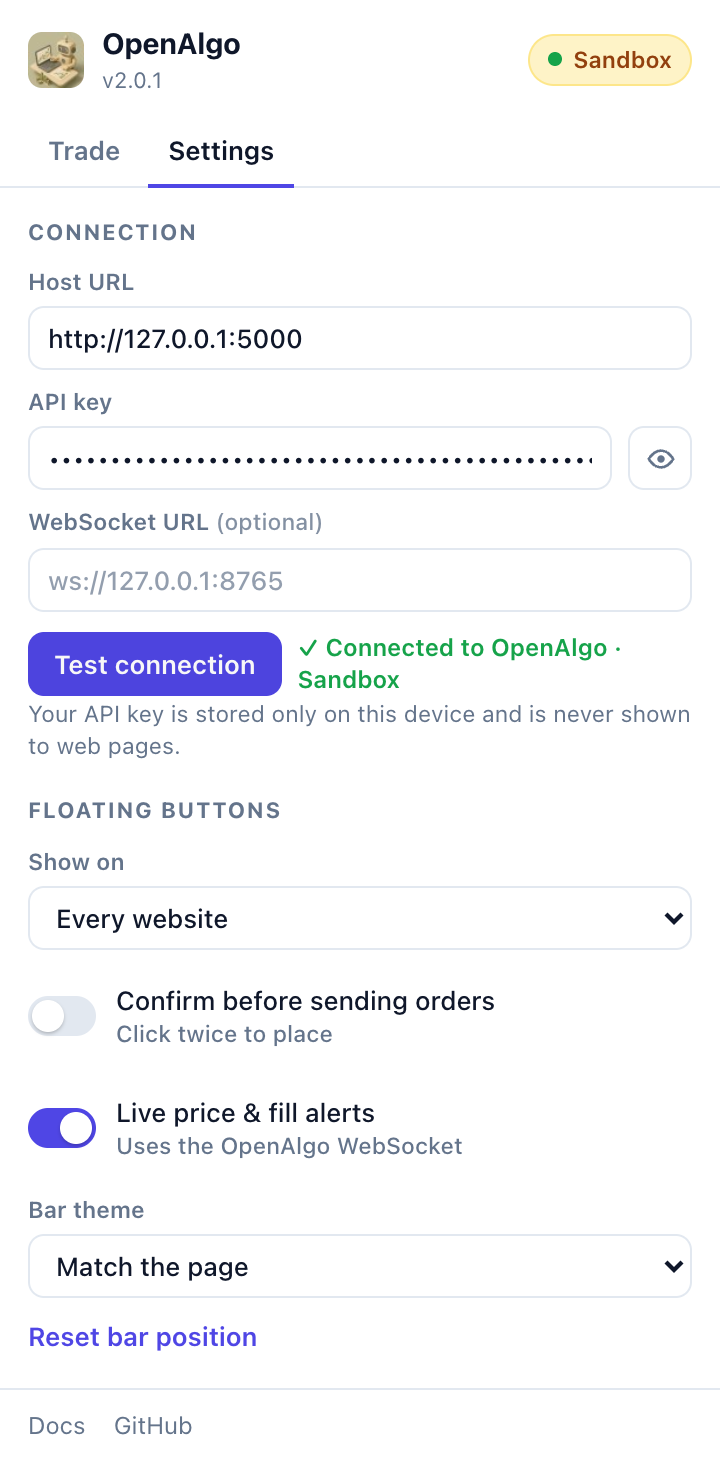 OpenAlgo
v2.0.1
Sandbox
Trade
Settings
CONNECTION
Host URL
http://127.0.0.1:5000
API key
••••••••••••••••••••••••••••••••••••••••••••
WebSocket URL (optional)
ws://127.0.0.1:8765
Test connection
✓ Connected to OpenAlgo ·
Sandbox
Your API key is stored only on this device and is never shown
to web pages.
FLOATING BUTTONS
Show on
Every website
Confirm before sending orders
Click twice to place
Live price & fill alerts
Uses the OpenAlgo WebSocket
Bar theme
Match the page
Reset bar position
Docs
GitHub